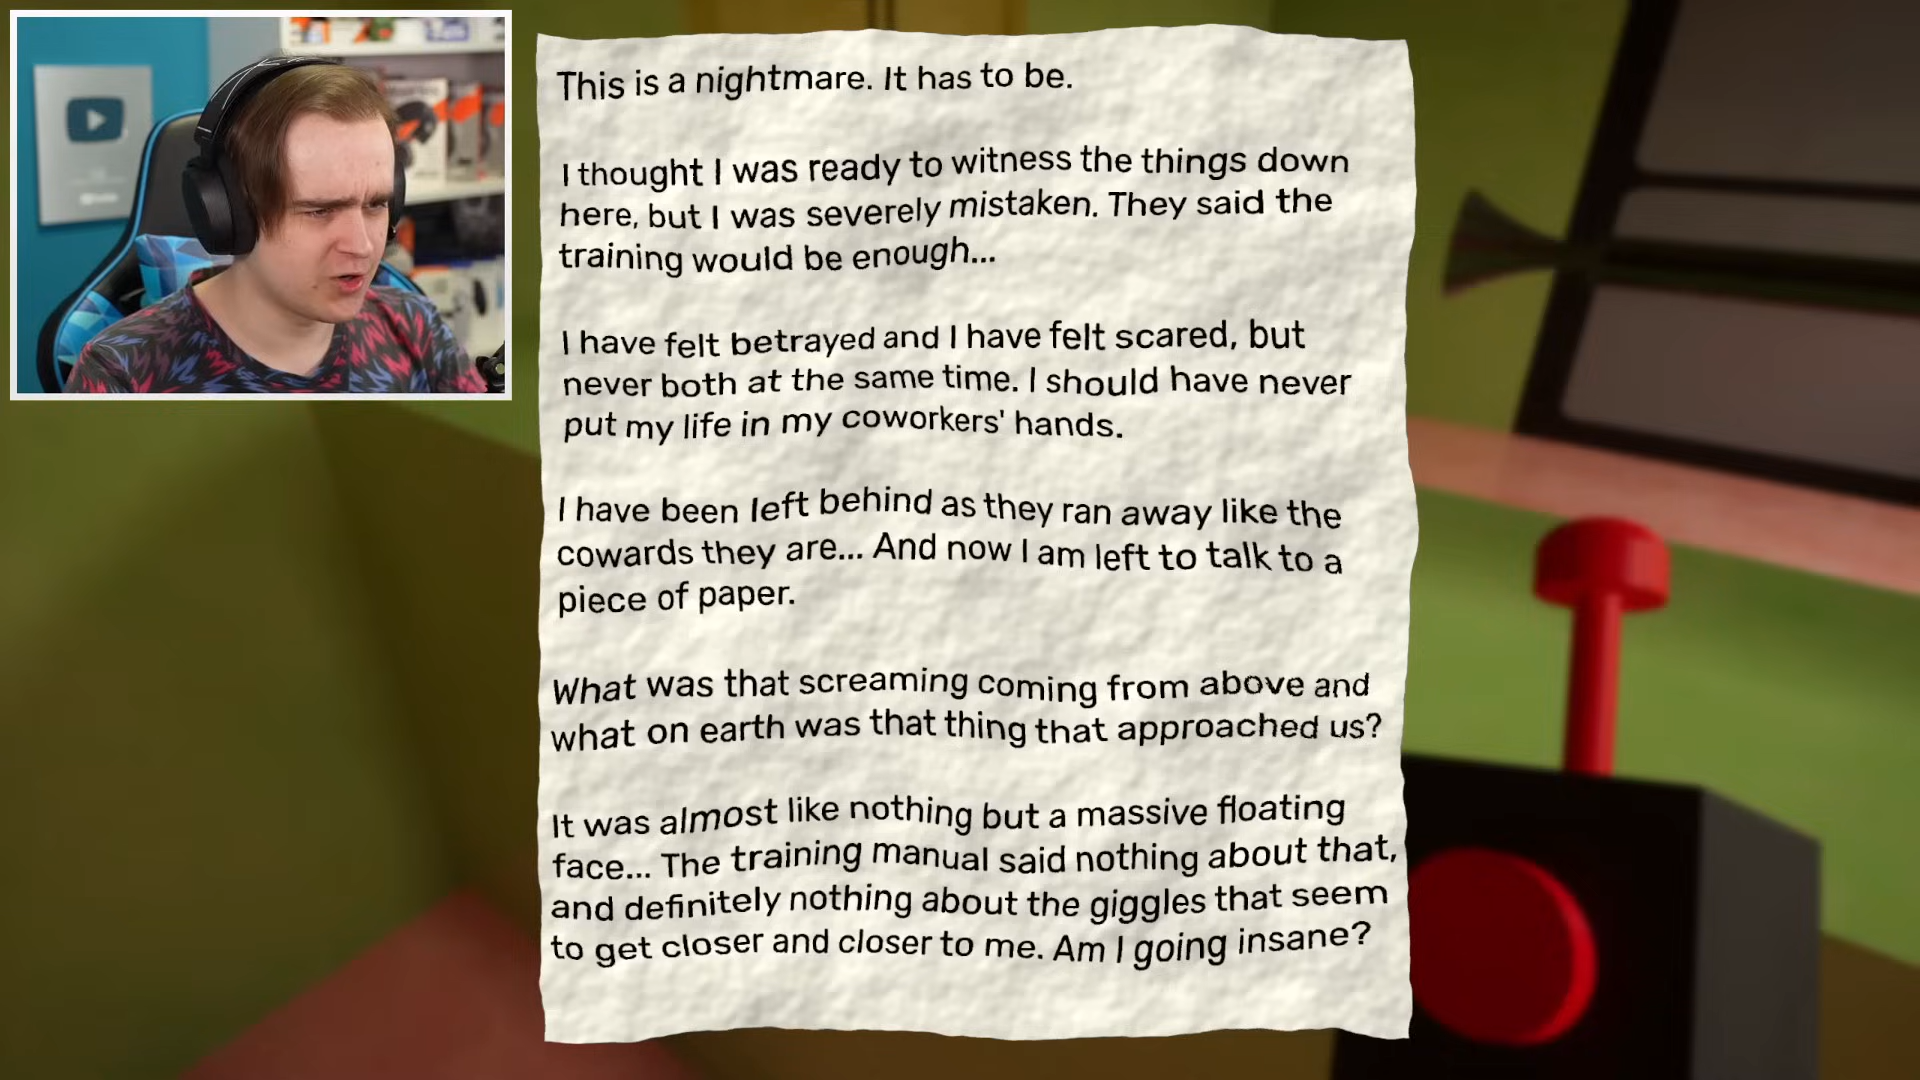 This is a nightmare. It has to be.
I thought I was ready to witness the things down
here, but I was severely mistaken. They said the
training would be enough...
I have felt betrayed and I have felt scared, but
never both at the same time. I should have never
put my life in my coworkers' hands.
I have been left behind as they ran away like the
cowards they are... And now I am left to talk to a
piece of paper.
What was that screaming coming from above and
what on earth was that thing that approached us?
It was almost like nothing but a massive floating
face... The training manual said nothing about that,
and definitely nothing about the giggles that seem
to get closer and closer to me. Am I going insane?